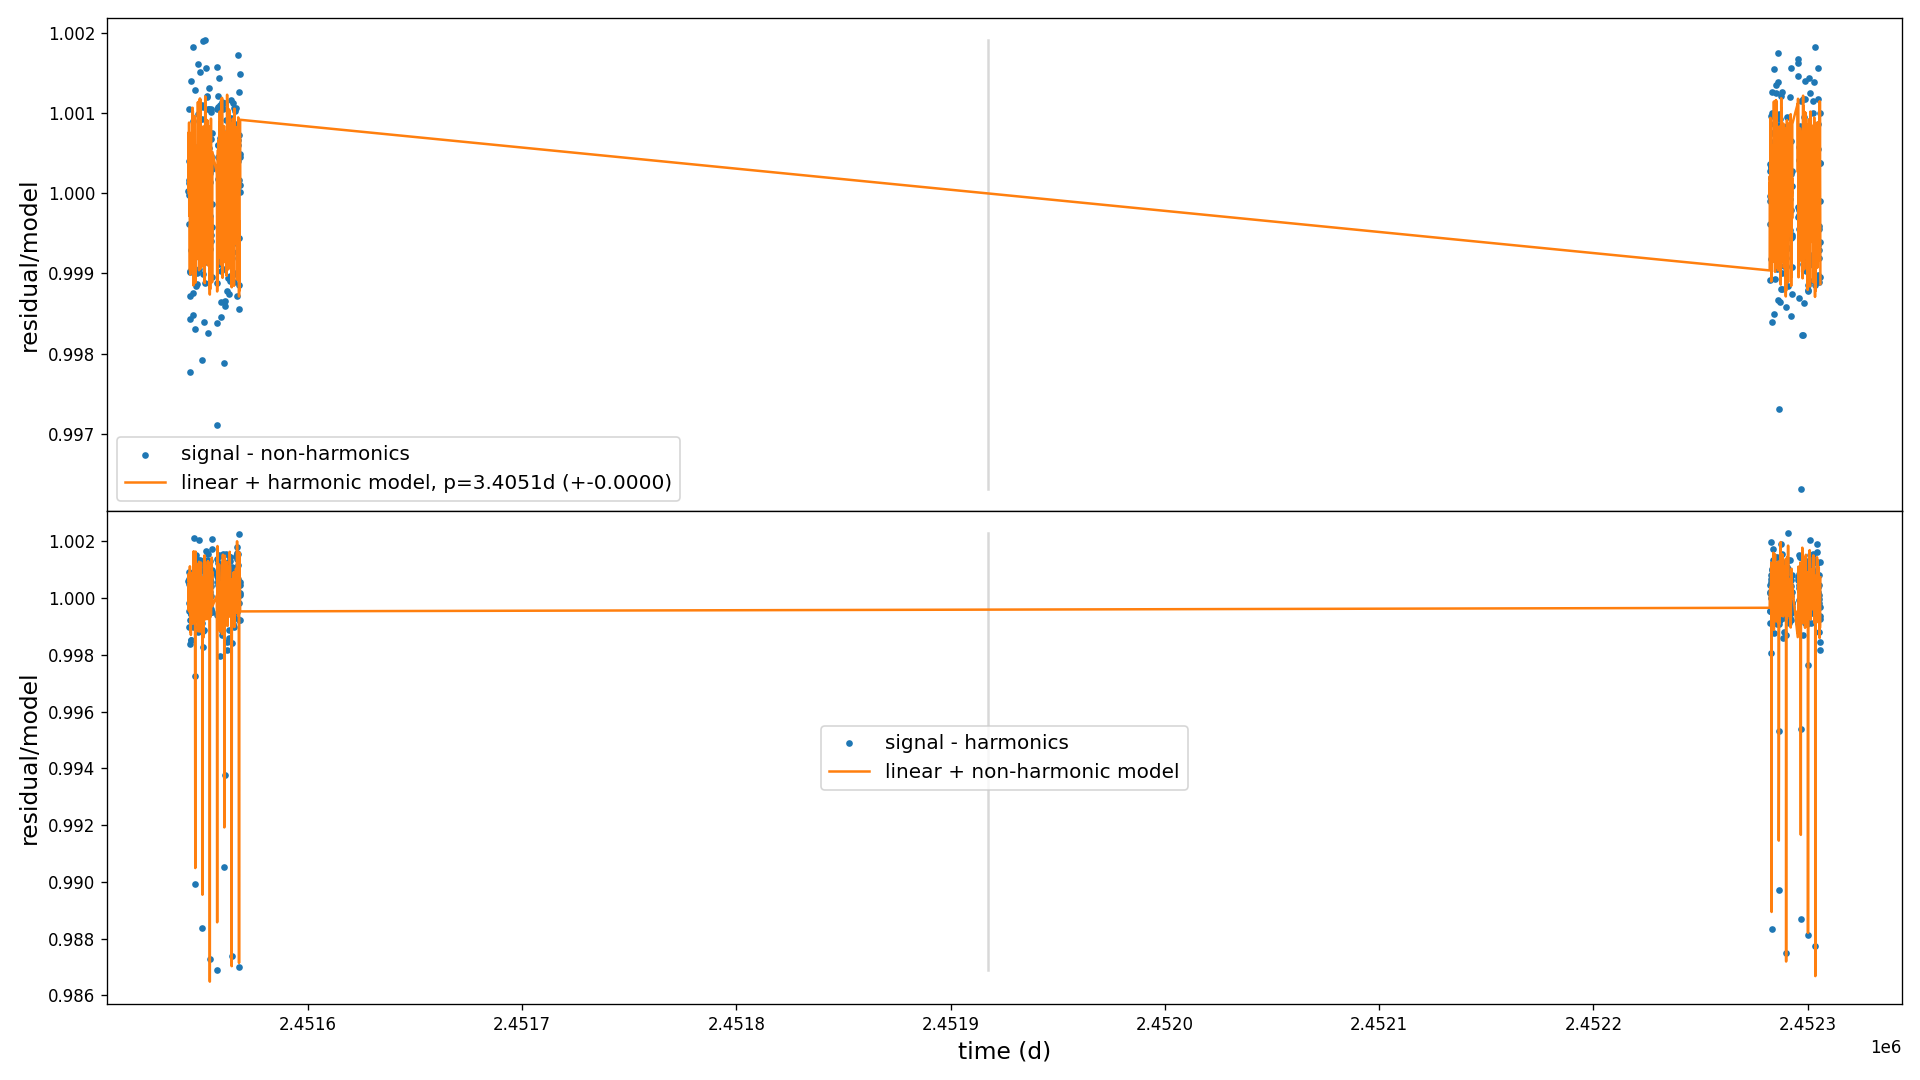 1.002
1.001
1.000
0.999
0.998
0.997
residual/model
signal - non-harmonics
linear + harmonic model, p=3.4051d (+-0.0000)
1.002
1.000
0.998
0.996
0.994
0.992
0.990
0.988
0.986
residual/model
signal - harmonics
linear + non-harmonic model
2.4516 2.4517 2.4518 2.4519 2.4520 2.4521 2.4522 2.4523
1e6
time (d)